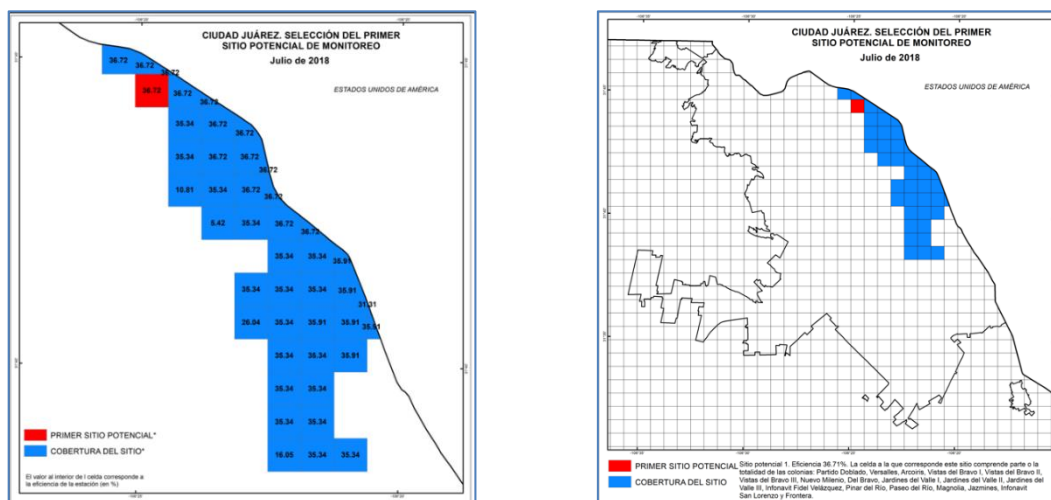 CIUDAD JUÁREZ. SELECCIÓN DEL PRIMER
SITIO POTENCIAL DE MONITOREO
Julio de 2018
ESTADOS UNIDOS DE AMÉRICA
36.72 36.72 36.72
36.72 36.72 36.72
35.34 36.72 36.72
35.34 36.72 36.72 36.72
10.81 35.34 36.72 36.72
5.42 35.34 36.72 36.72
35.34 35.34 35.91
35.34 35.34 35.34 35.91
31.31
26.04 35.34 35.91 35.91 35.91
35.34 35.34 35.91
35.34 35.34
35.34 35.34
16.05 35.34 35.34
PRIMER SITIO POTENCIAL*
COBERTURA DEL SITIO*
El valor al interior de l celda corresponde a
la eficiencia de la estación (en %)
CIUDAD JUÁREZ. SELECCIÓN DEL PRIMER
SITIO POTENCIAL DE MONITOREO
Julio de 2018
ESTADOS UNIDOS DE AMÉRICA
PRIMER SITIO POTENCIAL
COBERTURA DEL SITIO
Sitio potencial 1. Eficiencia 36.71%. La celda a la que corresponde este sitio comprende parte o la
totalidad de las colonias: Partido Doblado, Versalles, Arcoiris, Vistas del Bravo I, Vistas del Bravo II,
Vistas del Bravo III, Nuevo Milenio, Del Bravo, Jardines del Valle I, Jardines del Valle II, Jardines del
Valle III, Infonavit Fidel Velázquez, Pinar del Río, Paseo del Río, Magnolia, Jazmines, Infonavit
San Lorenzo y Frontera.